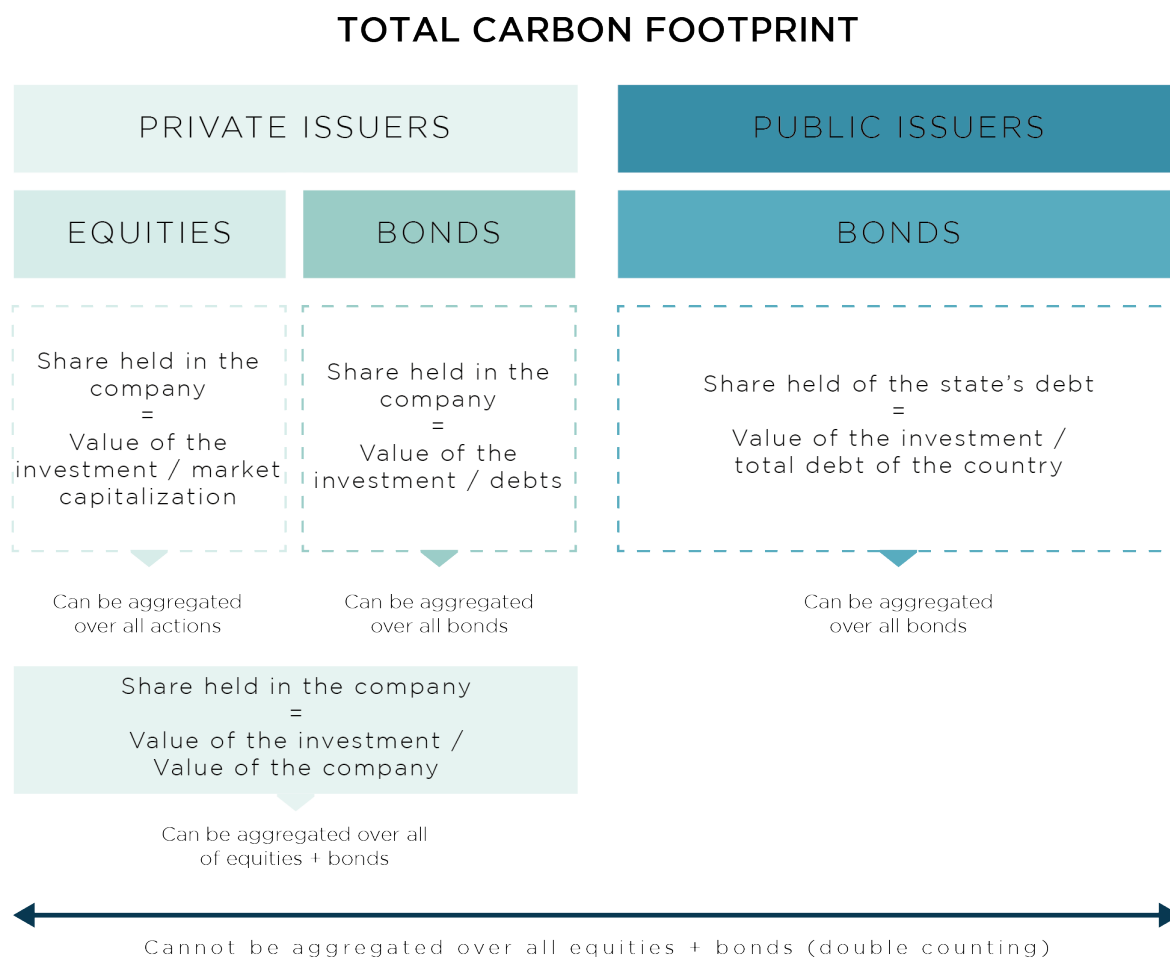 TOTAL CARBON FOOTPRINT
PRIVATE ISSUERS
PUBLIC ISSUERS
EQUITIES
BONDS
BONDS
Share held in the
company
=
Value of the
investment / market
capitalization
Share held in the
company
=
Value of the
investment / debts
Share held of the state's debt
=
Value of the investment /
total debt of the country
Can be aggregated
over all actions
Can be aggregated
over all bonds
Can be aggregated
over all bonds
Share held in the company
=
Value of the investment /
Value of the company
Can be aggregated over all
of equities + bonds
Cannot be aggregated over all equities + bonds (double counting)